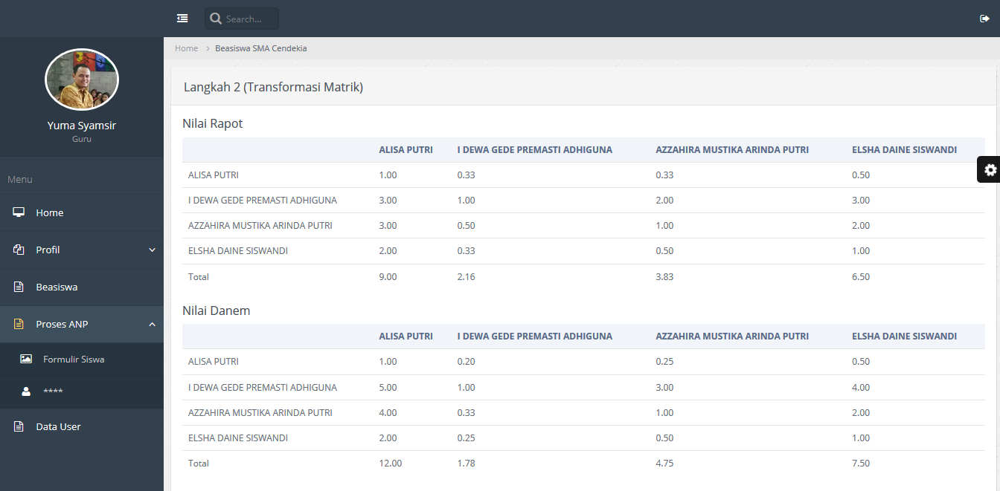 Search...
Home > Beasiswa SMA Cendekia
Yuma Syamsir
Guru
Menu
Home
Profil
Beasiswa
Proses ANP
Formulir Siswa
****
Data User
Langkah 2 (Transformasi Matrik)
Nilai Rapot
ALISA PUTRI I DEWA GEDE PREMASTI ADHIGUNA AZZAHIRA MUSTIKA ARINDA PUTRI ELSHA DAINE SISWANDI
ALISA PUTRI 1.00 0.33 0.33 0.50
I DEWA GEDE PREMASTI ADHIGUNA 3.00 1.00 2.00 3.00
AZZAHIRA MUSTIKA ARINDA PUTRI 3.00 0.50 1.00 2.00
ELSHA DAINE SISWANDI 2.00 0.33 0.50 1.00
Total 9.00 2.16 3.83 6.50
Nilai Danem
ALISA PUTRI I DEWA GEDE PREMASTI ADHIGUNA AZZAHIRA MUSTIKA ARINDA PUTRI ELSHA DAINE SISWANDI
ALISA PUTRI 1.00 0.20 0.25 0.50
I DEWA GEDE PREMASTI ADHIGUNA 5.00 1.00 3.00 4.00
AZZAHIRA MUSTIKA ARINDA PUTRI 4.00 0.33 1.00 2.00
ELSHA DAINE SISWANDI 2.00 0.25 0.50 1.00
Total 12.00 1.78 4.75 7.50